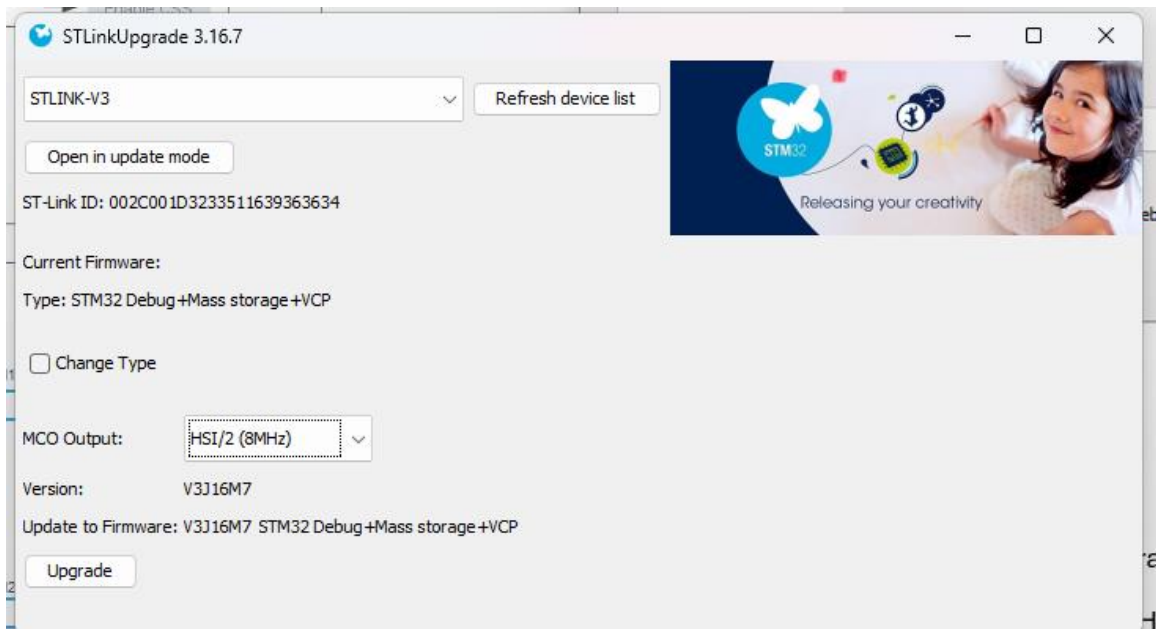 Enable CSS
STLinkUpgrade 3.16.7
STLINK-V3
Refresh device list
Open in update mode
STM32
Releasing your creativity
ST-Link ID: 002C001D3233511639363634
Current Firmware:
Type: STM32 Debug+Mass storage+VCP
Change Type
MCO Output: HSI/2 (8MHz)
Version: V3J16M7
Update to Firmware: V3J16M7 STM32 Debug+Mass storage+VCP
Upgrade